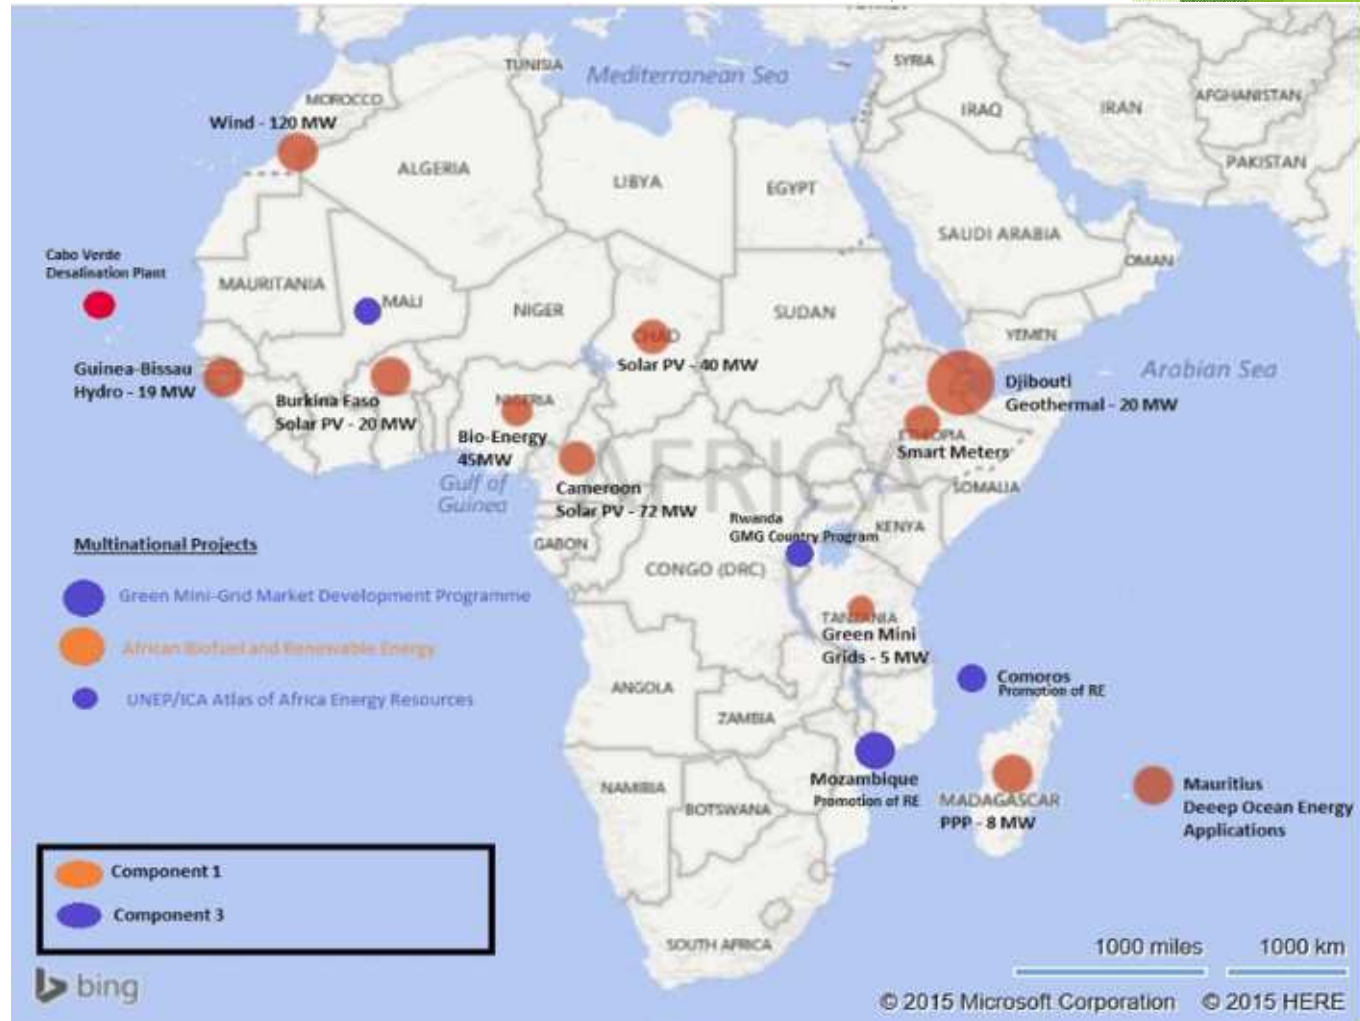 TUNISIA
Mediterranean Sea
SYRIA
MOROCCO
IRAQ
IRAN
AFGHANISTAN
Wind - 120 MW
PAKISTAN
ALGERIA
LIBYA
EGYPT
SAUDI ARABIA
OMAN
Cabo Verde
Desalination Plant
MAURITANIA
MALI
NIGER
SUDAN
YEMEN
CHAD
Solar PV - 40 MW
Arabian Sea
Guinea-Bissau
Hydro - 19 MW
Burkina Faso
Solar PV - 20 MW
NIGERIA
Bio-Energy
45MW
Djibouti
Geothermal - 20 MW
ETHIOPIA
Smart Meters
AFRICA
Gulf of
Guinea
Cameroon
Solar PV - 72 MW
SOMALIA
Rwanda
GMG Country Program
KENYA
GABON
CONGO (DRC)
Multinational Projects
Green Mini-Grid Market Development Programme
African Biofuel and Renewable Energy
UNEP/ICA Atlas of Africa Energy Resources
TANZANIA
Green Mini
Grids - 5 MW
Comoros
Promotion of RE
ANGOLA
ZAMBIA
Mozambique
Promotion of RE
NAMIBIA
BOTSWANA
MADAGASCAR
PPP - 8 MW
Mauritius
Deeep Ocean Energy
Applications
Component 1
Component 3
SOUTH AFRICA
1000 miles
1000 km
bing
© 2015 Microsoft Corporation
© 2015 HERE